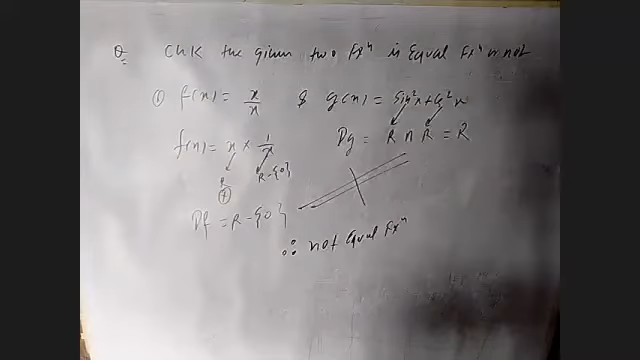 Q Chk the given two Fxⁿ is Equal Fxⁿ or not
① f(x) = x/x & g(x) = Sin²x + Cos²x
f(x) = x × 1/x Dg = R ∩ R = R
R R-{0}
Df = R-{0}
∴ not Equal Fxⁿ